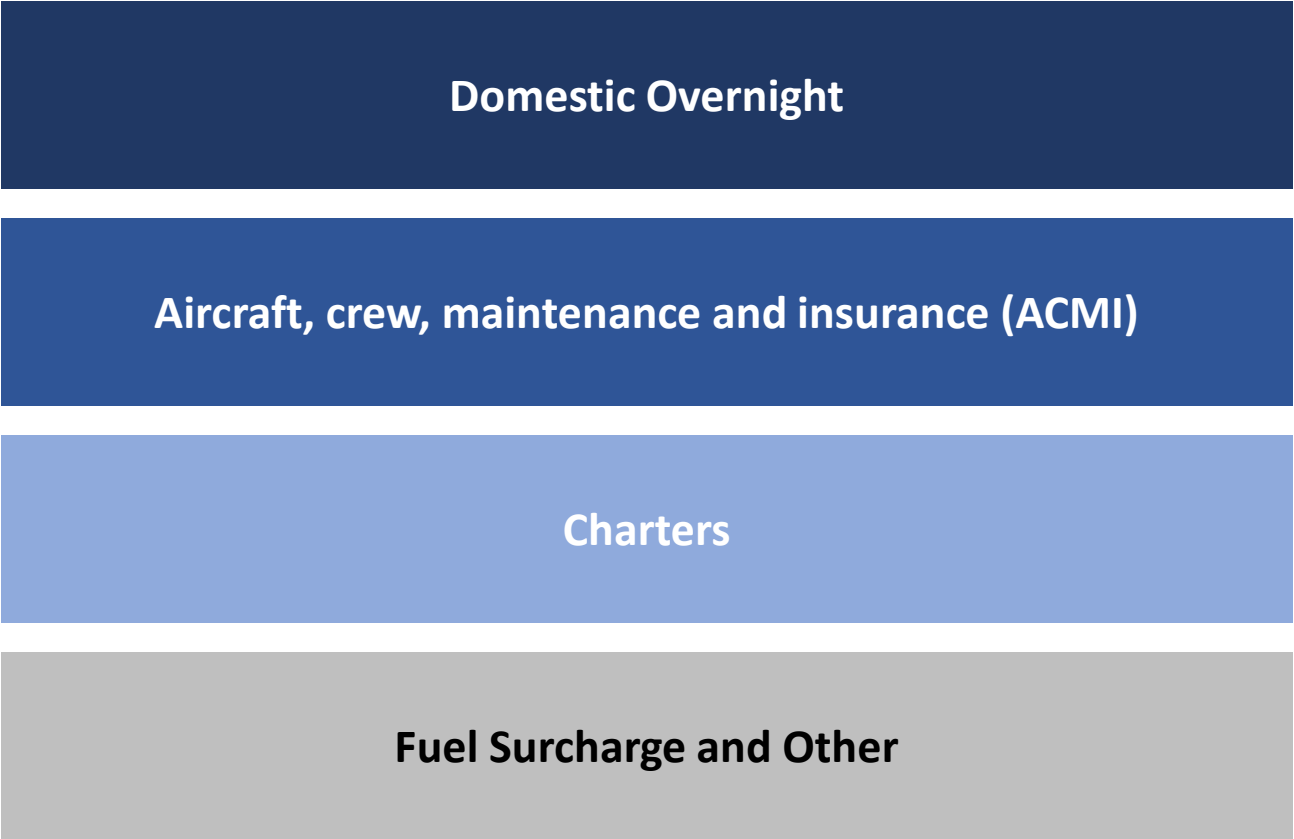 Domestic Overnight
Aircraft, crew, maintenance and insurance (ACMI)
Charters
Fuel Surcharge and Other